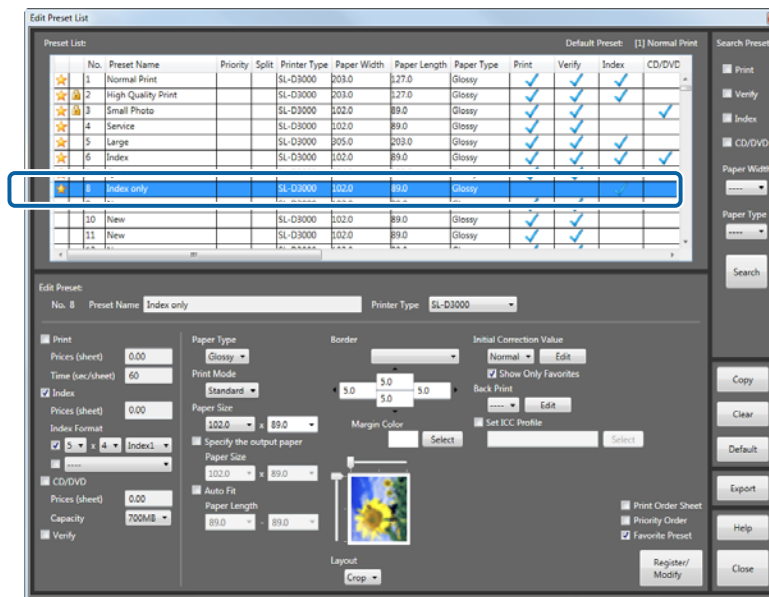 Edit Preset List
Preset List: Default Preset: [1] Normal Print
No. Preset Name Priority Split Printer Type Paper Width Paper Length Paper Type Print Verify Index CD/DVD
1 Normal Print SL-D3000 203.0 127.0 Glossy
2 High Quality Print SL-D3000 203.0 127.0 Glossy
3 Small Photo SL-D3000 102.0 89.0 Glossy
4 Service SL-D3000 102.0 89.0 Glossy
5 Large SL-D3000 305.0 203.0 Glossy
6 Index SL-D3000 102.0 89.0 Glossy
8 Index only SL-D3000 102.0 89.0 Glossy
10 New SL-D3000 102.0 89.0 Glossy
11 New SL-D3000 102.0 89.0 Glossy
Search Preset
Print
Verify
Index
CD/DVD
Paper Width
----
Paper Type
----
Search
Edit Preset:
No. 8 Preset Name Index only Printer Type SL-D3000
Print
Prices (sheet) 0.00
Time (sec/sheet) 60
Index
Prices (sheet) 0.00
Index Format
5 x 4 Index1
----
CD/DVD
Prices (sheet) 0.00
Capacity 700MB
Verify
Paper Type
Glossy
Print Mode
Standard
Paper Size
102.0 x 89.0
Specify the output paper
Paper Size
102.0 x 89.0
Auto Fit
Paper Length
89.0 - 89.0
Border
5.0
5.0 5.0
5.0
Margin Color
Select
Layout
Crop
Initial Correction Value
Normal Edit
Show Only Favorites
Back Print
---- Edit
Set ICC Profile
Select
Print Order Sheet
Priority Order
Favorite Preset
Register/
Modify
Copy
Clear
Default
Export
Help
Close